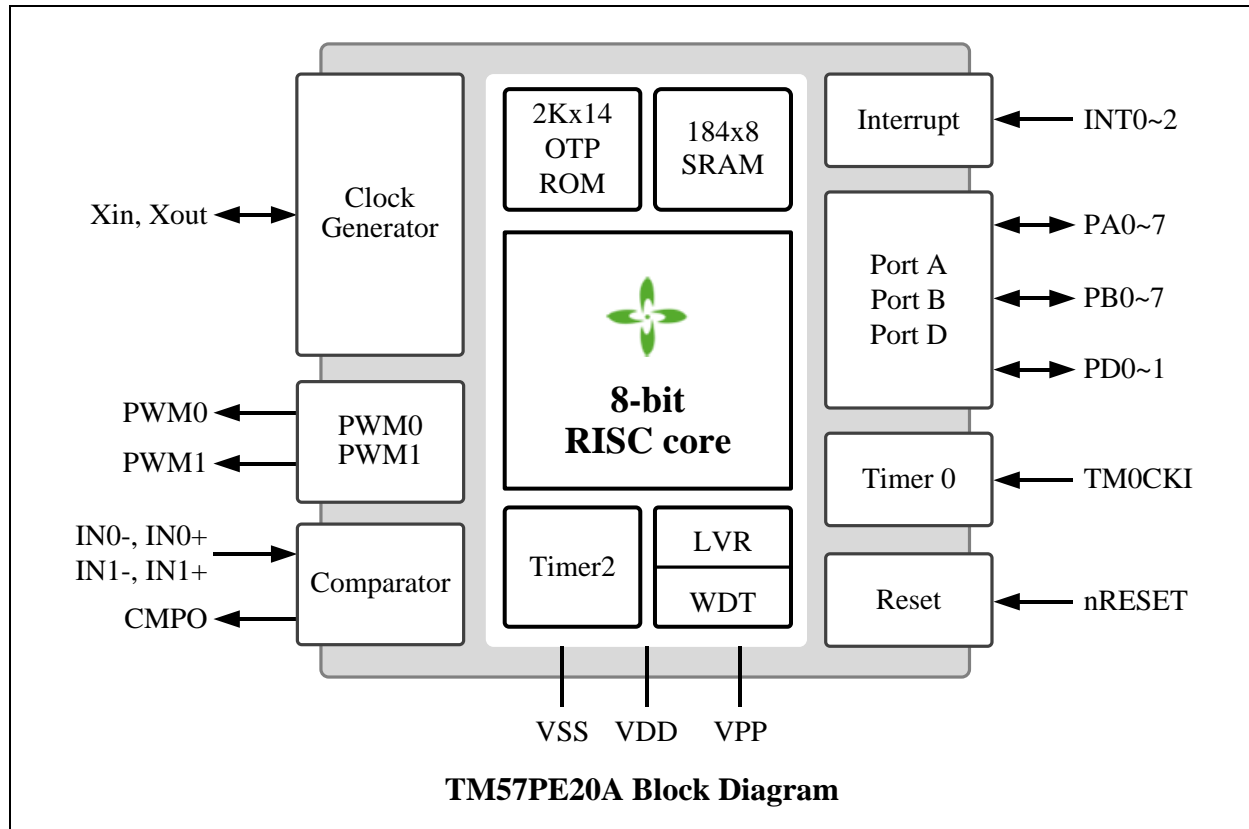 Xin, Xout
Clock
Generator
PWM0
PWM1
PWM0
PWM1
IN0-, IN0+
IN1-, IN1+
CMPO
Comparator
2Kx14
OTP
ROM
184x8
SRAM
8-bit
RISC core
Timer2
LVR
WDT
VSS
VDD
VPP
Interrupt
INT0~2
Port A
Port B
Port D
PA0~7
PB0~7
PD0~1
Timer 0
TM0CKI
Reset
nRESET
TM57PE20A Block Diagram